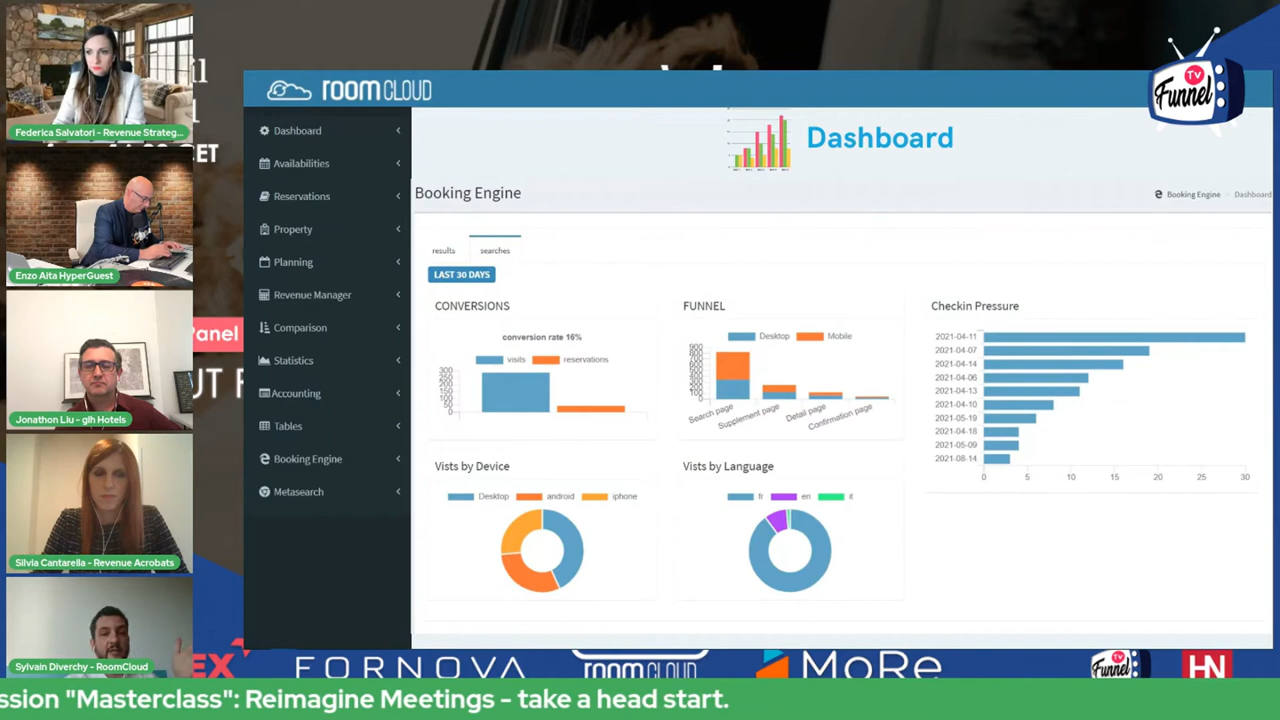 Federica Salvatori - Revenue Strateg...
Enzo Aita HyperGuest
Jonathon Liu - glh Hotels
Silvia Cantarella - Revenue Acrobats
Sylvain Diverchy - RoomCloud
CET
Panel
UT F
roomCLOUD
Tv
Funnel
Dashboard
Availabilities
Reservations
Property
Planning
Revenue Manager
Comparison
Statistics
Accounting
Tables
Booking Engine
Metasearch
Dashboard
Booking Engine
Booking Engine - Dashboard
results
searches
LAST 30 DAYS
CONVERSIONS
conversion rate 16%
visits reservations
300
250
200
150
100
50
0
FUNNEL
Desktop Mobile
900
800
700
600
500
400
300
200
100
0
Search page
Supplement page
Detail page
Confirmation page
Checkin Pressure
2021-04-11
2021-04-07
2021-04-14
2021-04-06
2021-04-13
2021-04-10
2021-05-19
2021-04-18
2021-05-09
2021-08-14
0 5 10 15 20 25 30
Vists by Device
Desktop android iphone
Vists by Language
fr en it
EX
FORNOVA
roomCLOUD
MoRe
Tv
Funnel
HN
ssion "Masterclass": Reimagine Meetings - take a head start.